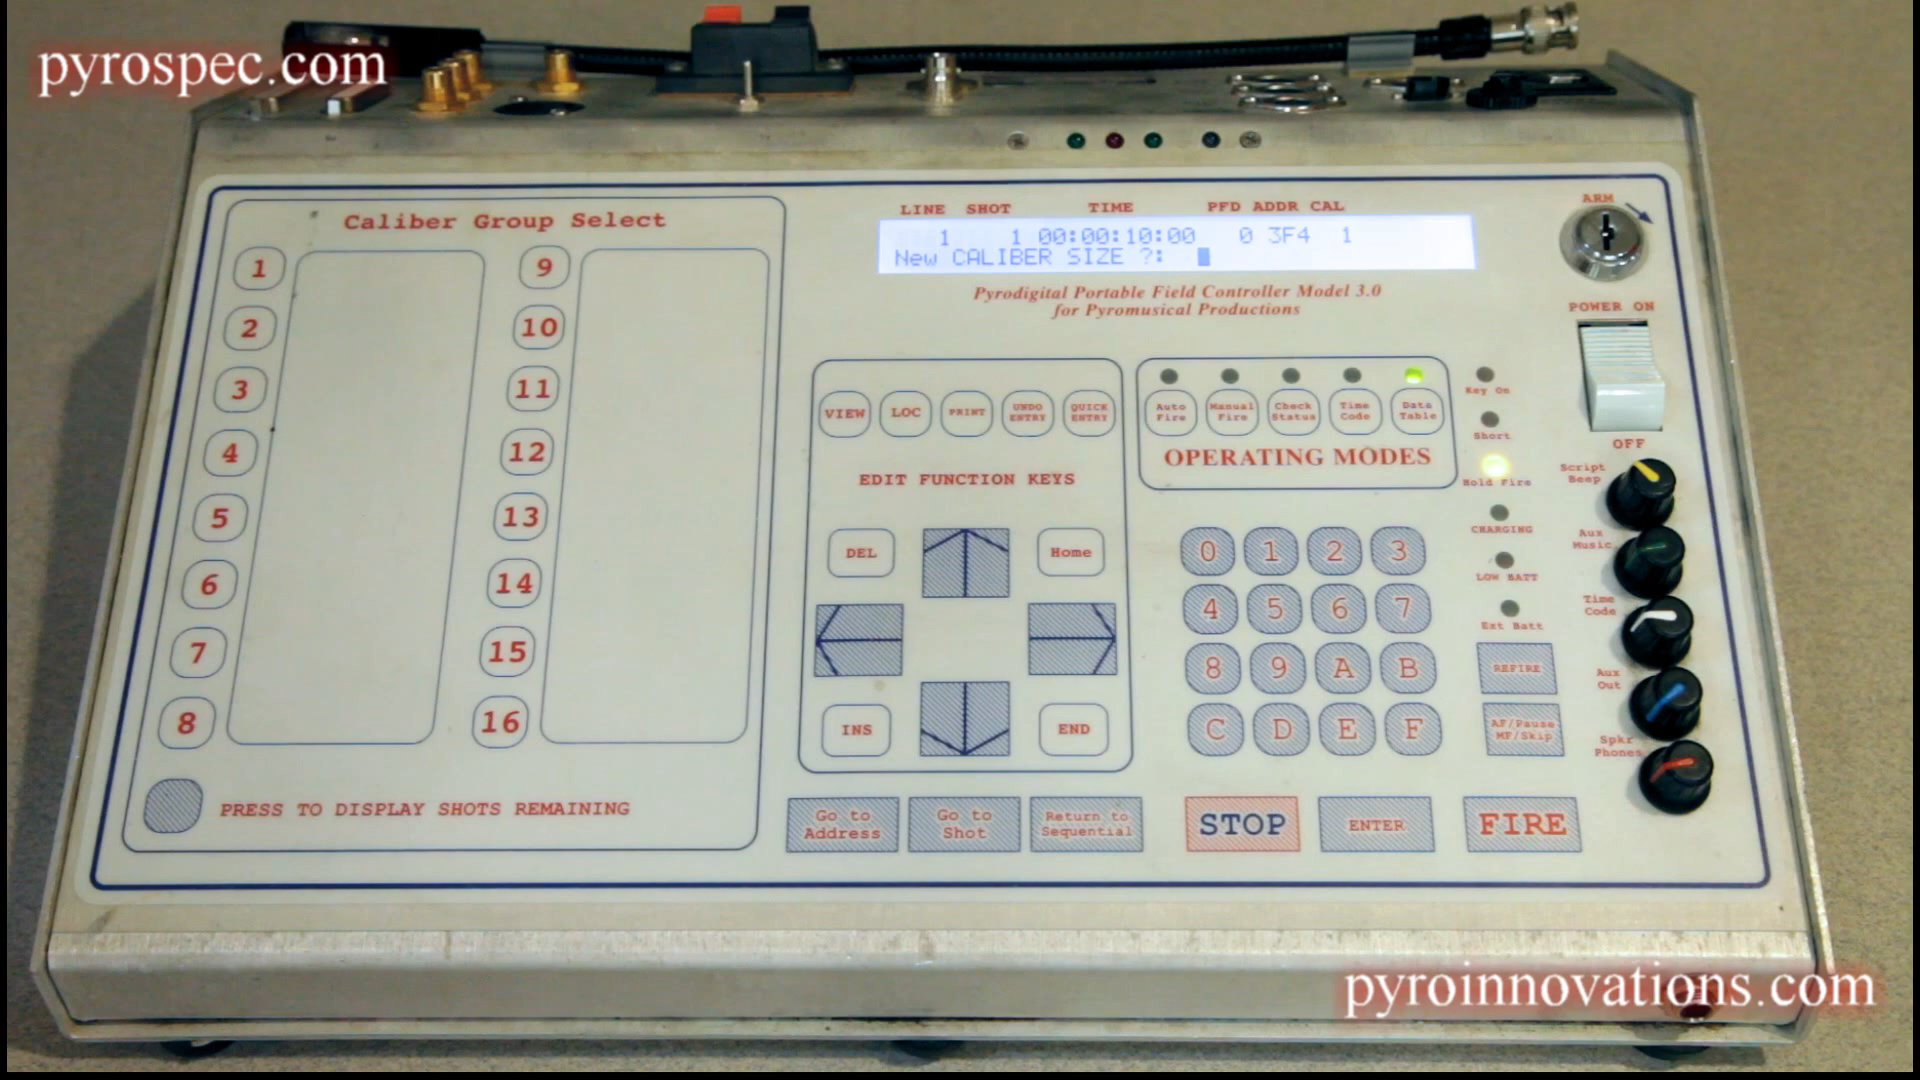 pyrospec.com
Caliber Group Select
1
2
3
4
5
6
7
8
9
10
11
12
13
14
15
16
PRESS TO DISPLAY SHOTS REMAINING
LINE SHOT TIME PFD ADDR CAL
1 1 00:00:10:00 0 3F4 1
New CALIBER SIZE ?:
Pyrodigital Portable Field Controller Model 3.0
for Pyromusical Productions
VIEW LOC PRINT UNDO ENTRY QUICK ENTRY
EDIT FUNCTION KEYS
DEL Home
INS END
Auto Fire Manual Fire Check Status Time Code Data Table
OPERATING MODES
0 1 2 3
4 5 6 7
8 9 A B
C D E F
Go to Address
Go to Shot
Return to Sequential
STOP ENTER FIRE
ARM
POWER ON
OFF
Key On
Short
Hold Fire
CHARGING
LOW BATT
Ext Batt
REFIRE
AF/Pause
MF/Skip
Script Beep
Aux Music
Time Code
Aux Out
Spkr Phones
pyroinnovations.com